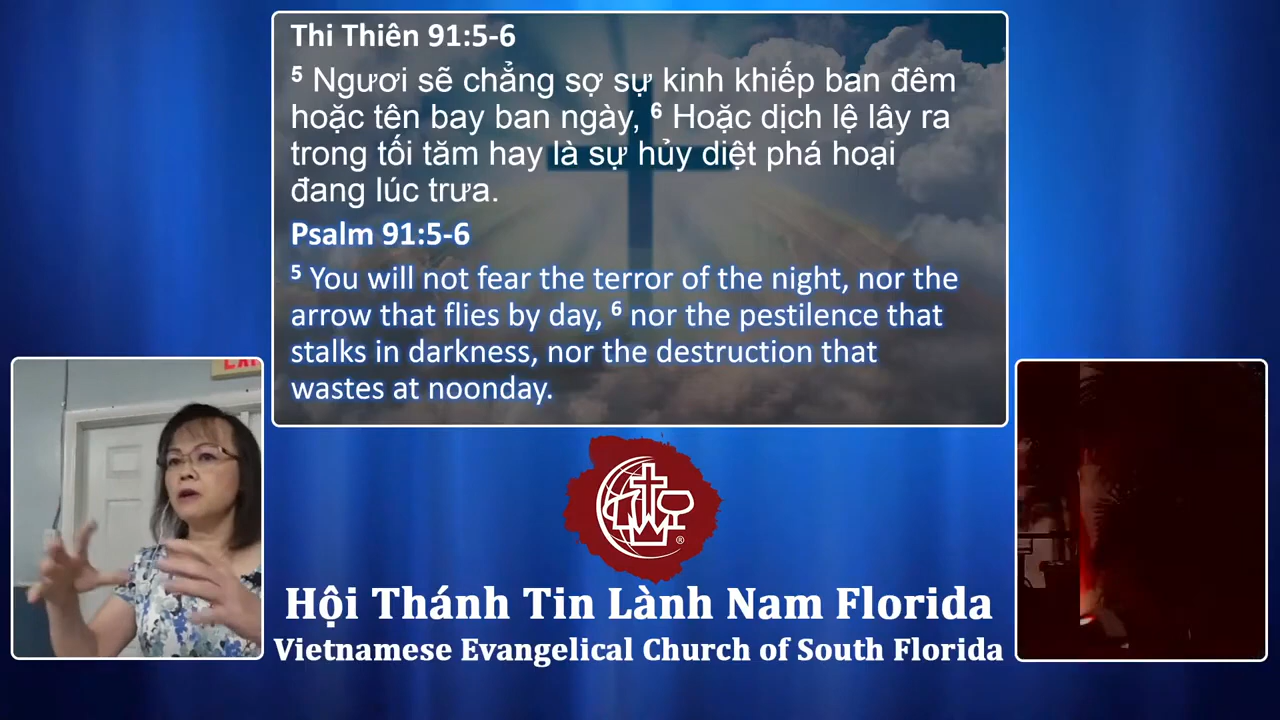 Thi Thiên 91:5-6
⁵ Ngươi sẽ chẳng sợ sự kinh khiếp ban đêm
hoặc tên bay ban ngày, ⁶ Hoặc dịch lệ lây ra
trong tối tăm hay là sự hủy diệt phá hoại
đang lúc trưa.
Psalm 91:5-6
⁵ You will not fear the terror of the night, nor the
arrow that flies by day, ⁶ nor the pestilence that
stalks in darkness, nor the destruction that
wastes at noonday.
®
Hội Thánh Tin Lành Nam Florida
Vietnamese Evangelical Church of South Florida